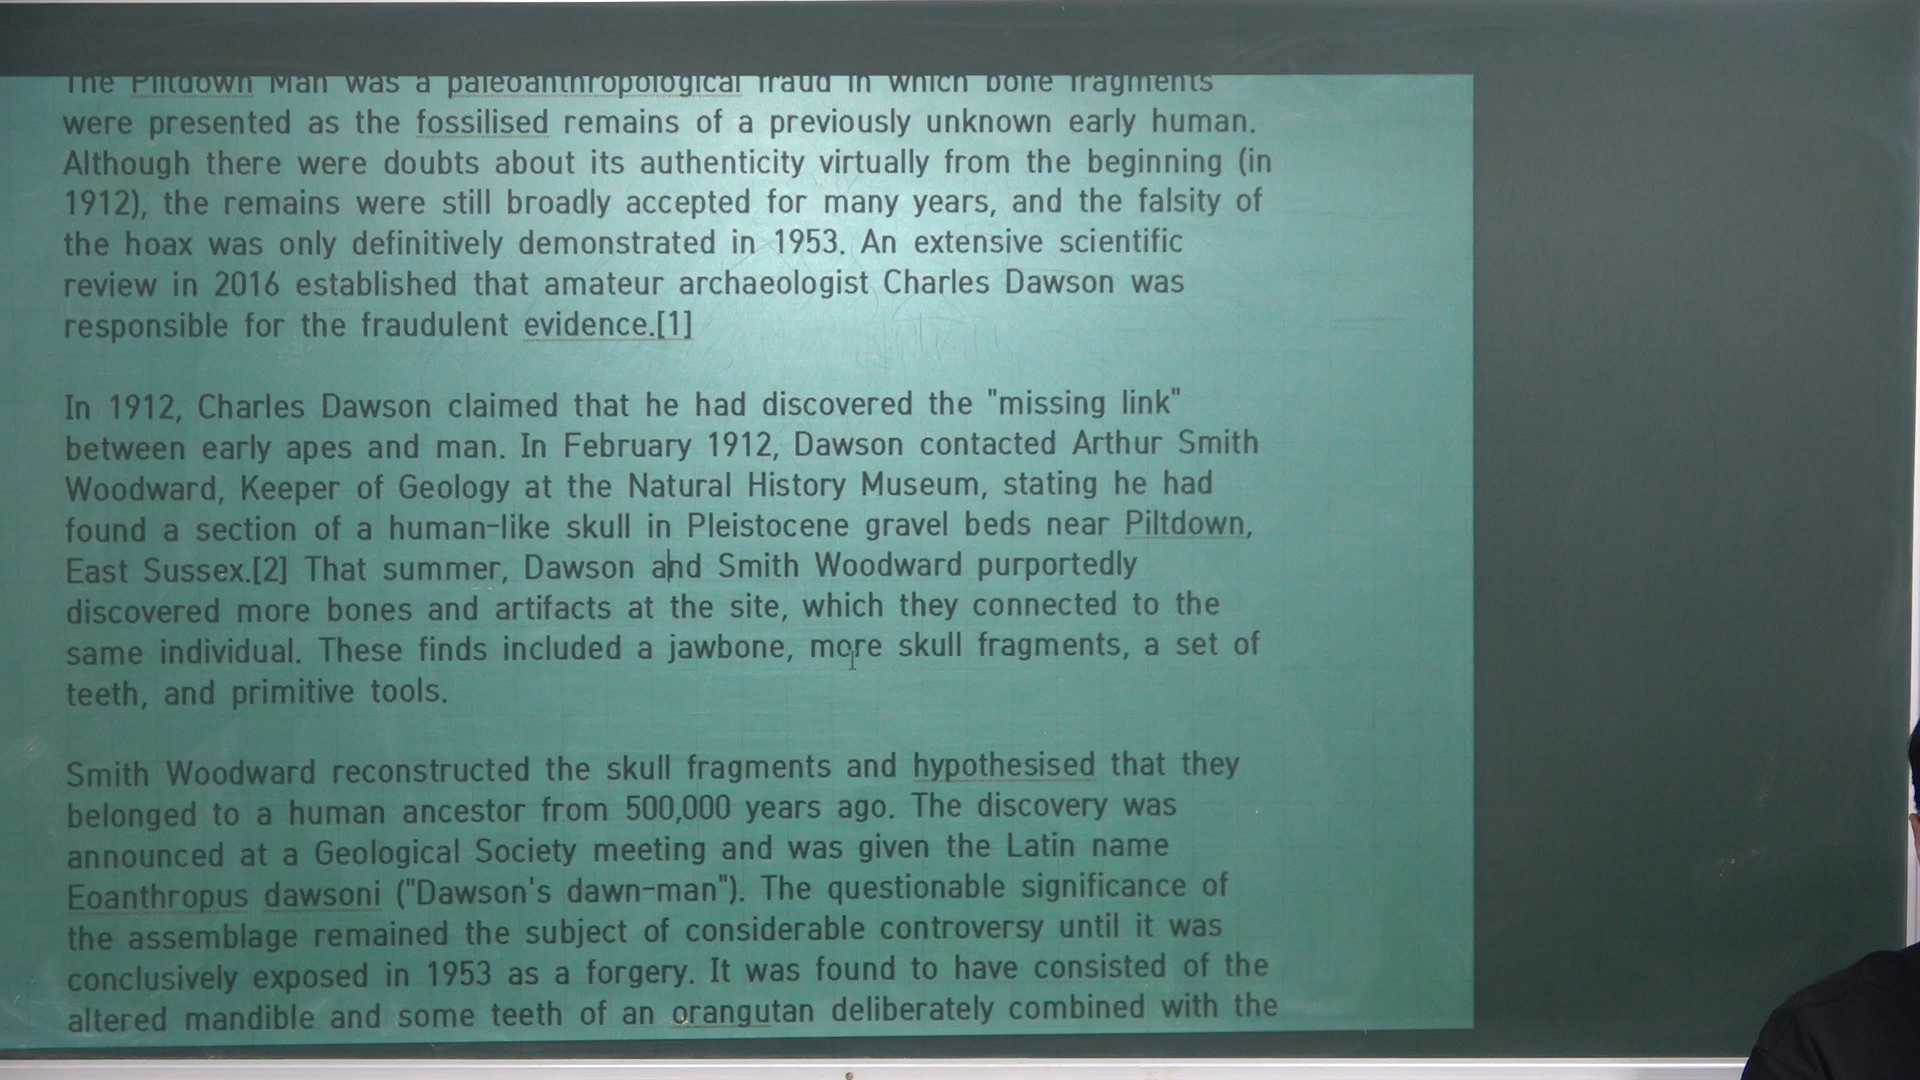 The Piltdown Man was a paleoanthropological fraud in which bone fragments
were presented as the fossilised remains of a previously unknown early human.
Although there were doubts about its authenticity virtually from the beginning (in
1912), the remains were still broadly accepted for many years, and the falsity of
the hoax was only definitively demonstrated in 1953. An extensive scientific
review in 2016 established that amateur archaeologist Charles Dawson was
responsible for the fraudulent evidence.[1]
In 1912, Charles Dawson claimed that he had discovered the "missing link"
between early apes and man. In February 1912, Dawson contacted Arthur Smith
Woodward, Keeper of Geology at the Natural History Museum, stating he had
found a section of a human-like skull in Pleistocene gravel beds near Piltdown,
East Sussex.[2] That summer, Dawson and Smith Woodward purportedly
discovered more bones and artifacts at the site, which they connected to the
same individual. These finds included a jawbone, more skull fragments, a set of
teeth, and primitive tools.
Smith Woodward reconstructed the skull fragments and hypothesised that they
belonged to a human ancestor from 500,000 years ago. The discovery was
announced at a Geological Society meeting and was given the Latin name
Eoanthropus dawsoni ("Dawson's dawn-man"). The questionable significance of
the assemblage remained the subject of considerable controversy until it was
conclusively exposed in 1953 as a forgery. It was found to have consisted of the
altered mandible and some teeth of an orangutan deliberately combined with the